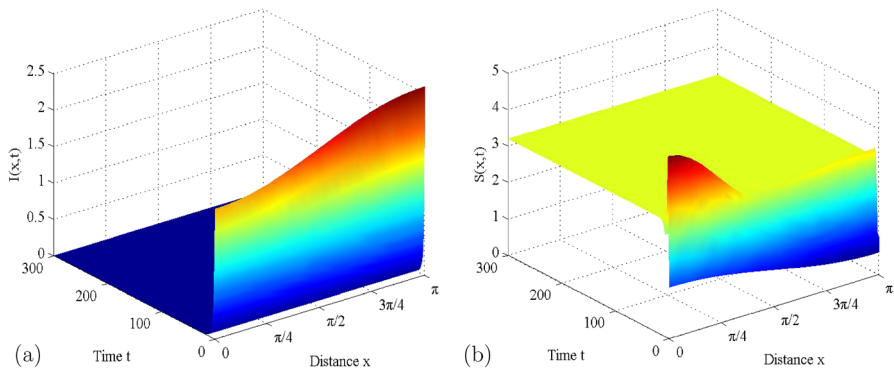 2.5
2
1.5
1
0.5
0
I(x,t)
300
200
100
0
Time t
0
π/4
π/2
3π/4
π
Distance x
(a)
5
4
3
2
1
0
S(x,t)
300
200
100
0
Time t
0
π/4
π/2
3π/4
π
Distance x
(b)